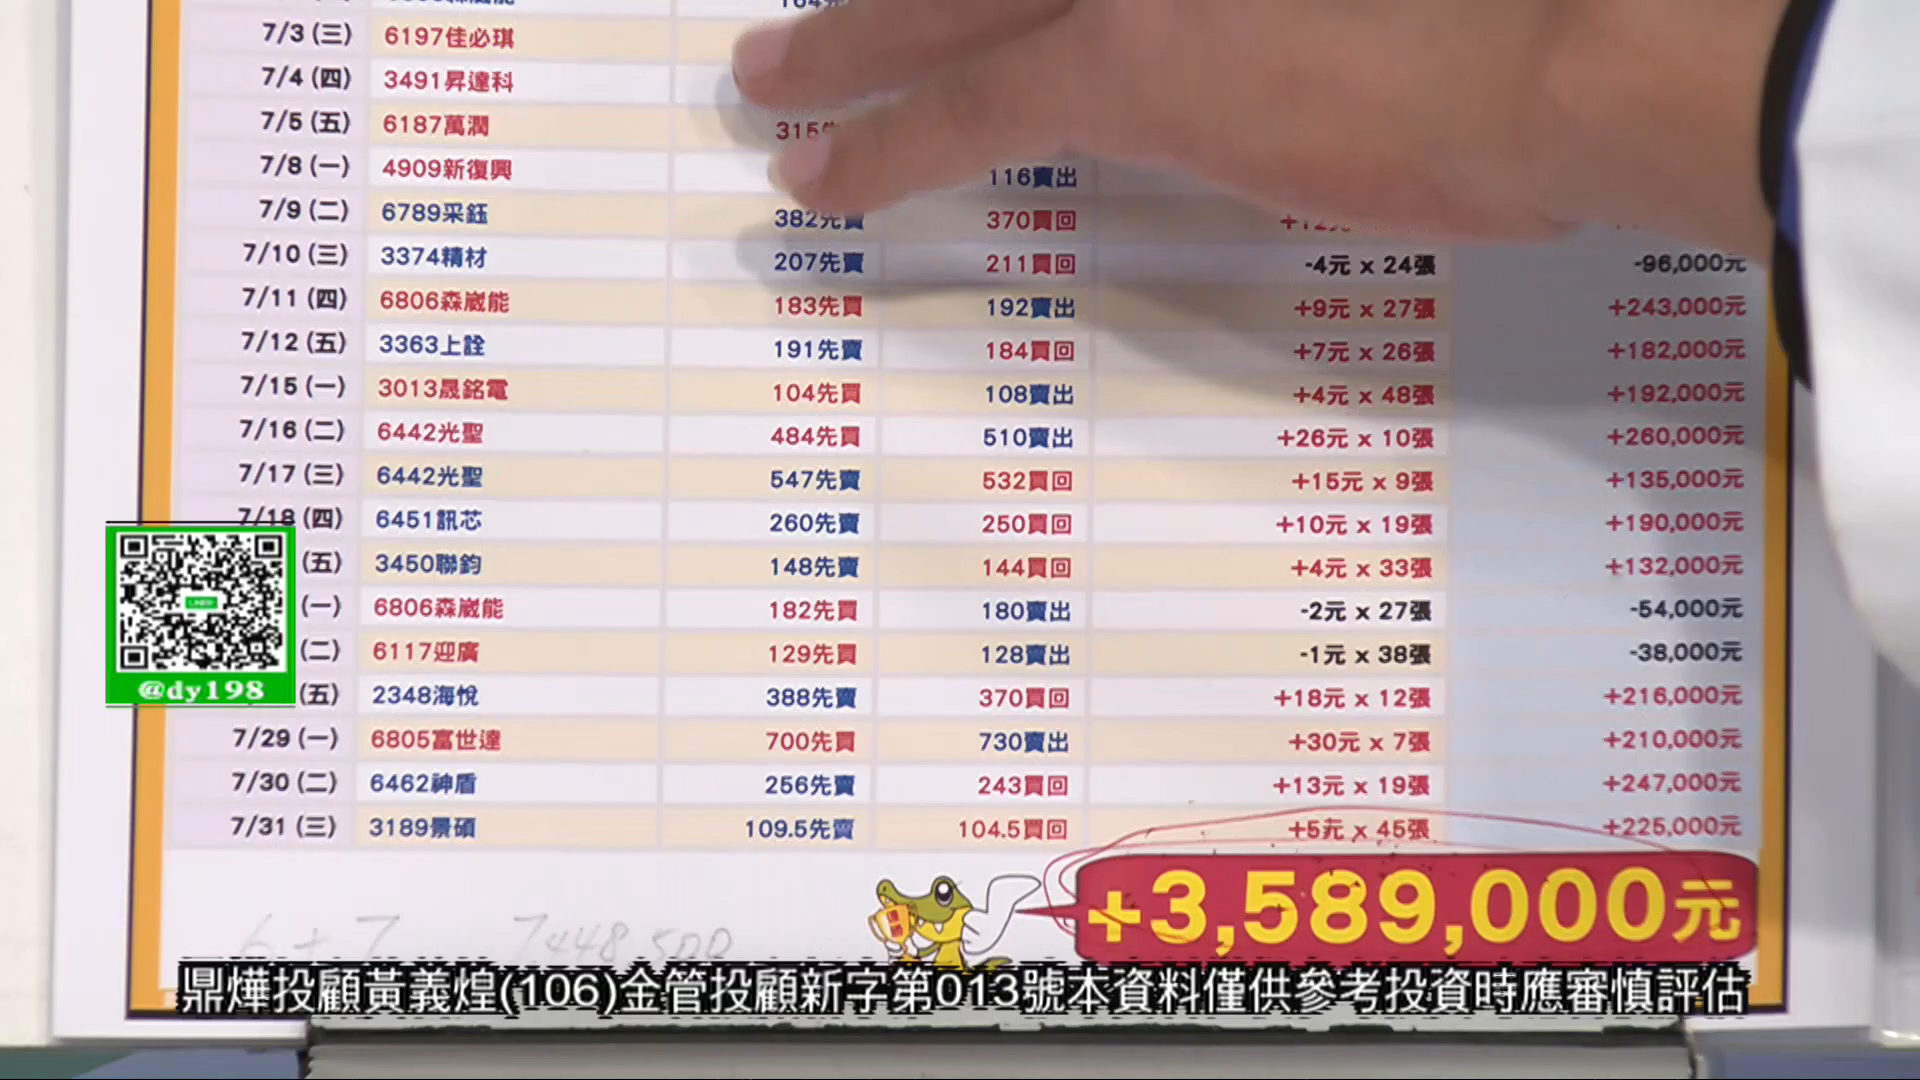 7/3 (三) 6197佳必琪
7/4 (四) 3491昇達科
7/5 (五) 6187萬潤 315先
7/8 (一) 4909新復興 116賣出
7/9 (二) 6789采鈺 382先賣 370買回 +12元
7/10 (三) 3374精材 207先賣 211買回 -4元 x 24張 -96,000元
7/11 (四) 6806森崴能 183先買 192賣出 +9元 x 27張 +243,000元
7/12 (五) 3363上詮 191先賣 184買回 +7元 x 26張 +182,000元
7/15 (一) 3013晟銘電 104先買 108賣出 +4元 x 48張 +192,000元
7/16 (二) 6442光聖 484先買 510賣出 +26元 x 10張 +260,000元
7/17 (三) 6442光聖 547先賣 532買回 +15元 x 9張 +135,000元
7/18 (四) 6451訊芯 260先賣 250買回 +10元 x 19張 +190,000元
(五) 3450聯鈞 148先賣 144買回 +4元 x 33張 +132,000元
(一) 6806森崴能 182先買 180賣出 -2元 x 27張 -54,000元
(二) 6117迎廣 129先買 128賣出 -1元 x 38張 -38,000元
(五) 2348海悅 388先賣 370買回 +18元 x 12張 +216,000元
@dy198
7/29 (一) 6805富世達 700先買 730賣出 +30元 x 7張 +210,000元
7/30 (二) 6462神盾 256先賣 243買回 +13元 x 19張 +247,000元
7/31 (三) 3189景碩 109.5先賣 104.5買回 +5元 x 45張 +225,000元
+3,589,000元
6+7 7,448,500
鼎燁投顧黃義煌(106)金管投顧新字第013號本資料僅供參考投資時應審慎評估